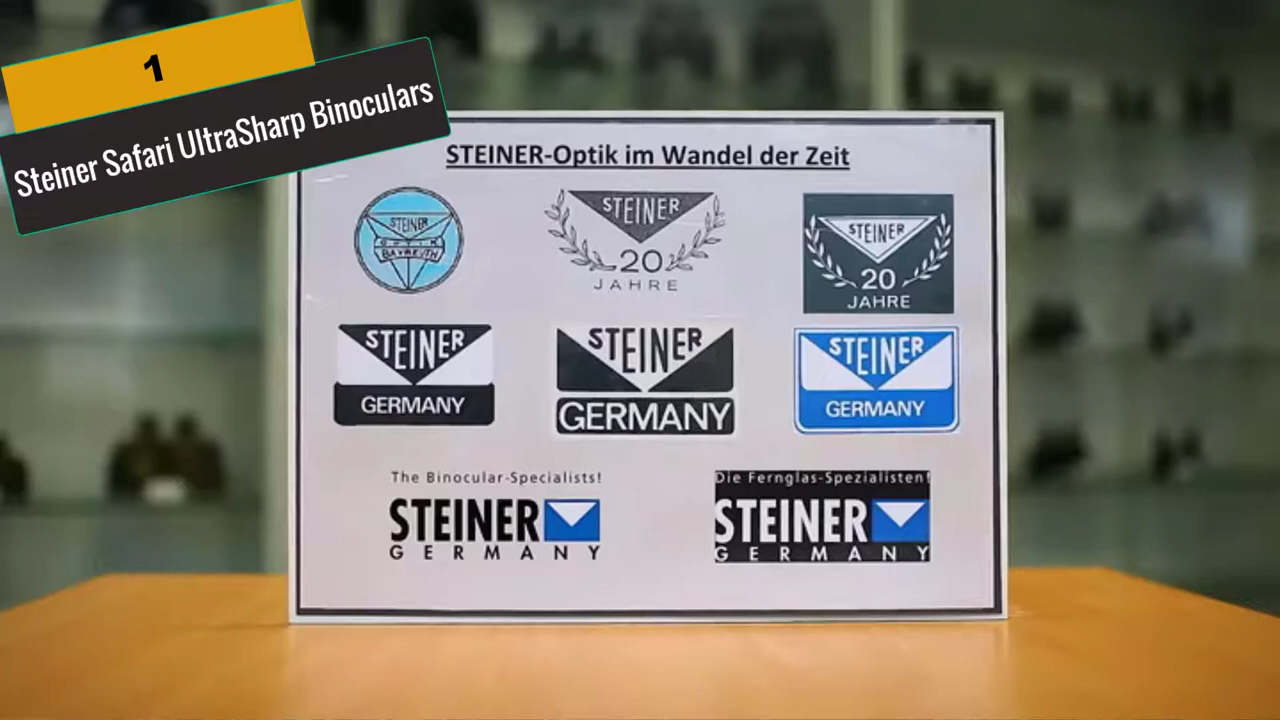 1
Steiner Safari UltraSharp Binoculars
STEINER-Optik im Wandel der Zeit
STEINER
OPTIK
BAYREUTH
STEINER
20
JAHRE
STEINER
20
JAHRE
STEINER
GERMANY
STEINER
GERMANY
STEINER
GERMANY
The Binocular-Specialists!
STEINER
GERMANY
Die Fernglas-Spezialisten!
STEINER
GERMANY